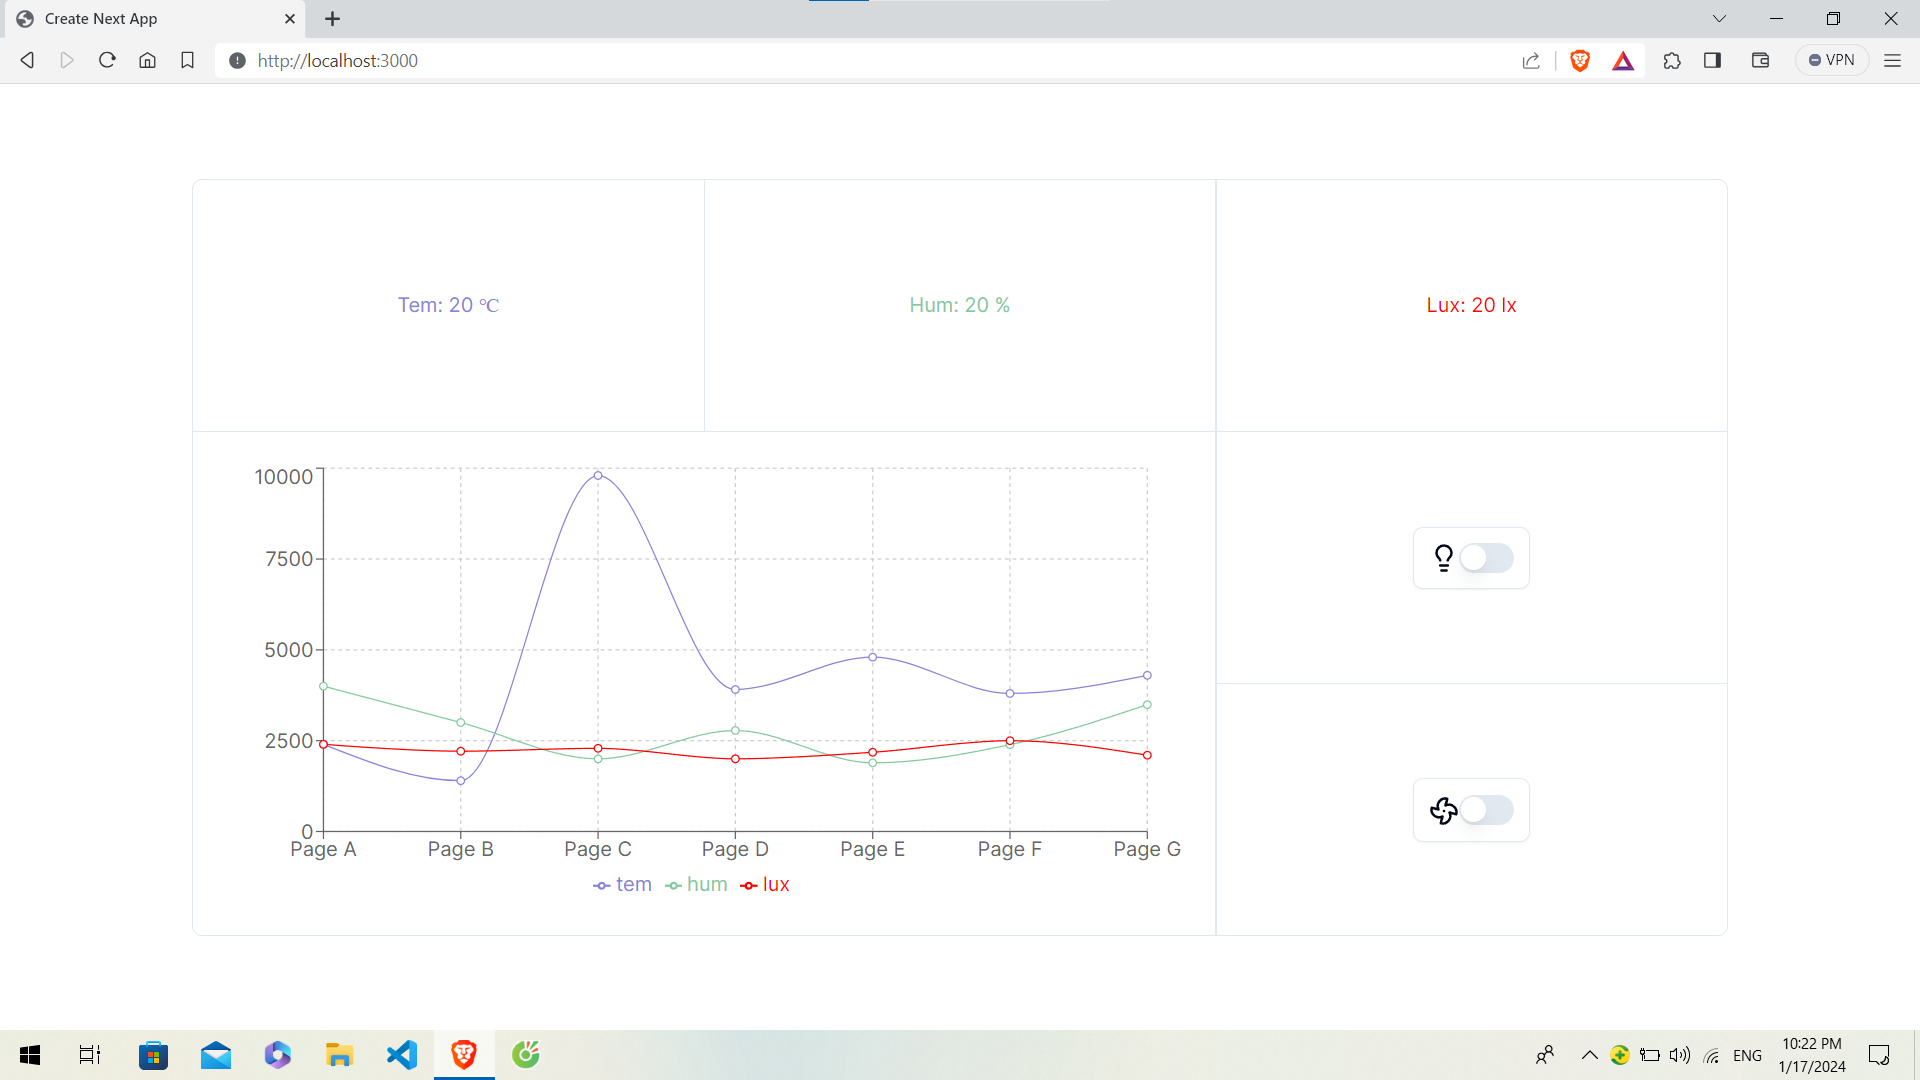 Create Next App
http://localhost:3000
VPN
Tem: 20 ℃
Hum: 20 %
Lux: 20 lx
10000
7500
5000
2500
0
Page A
Page B
Page C
Page D
Page E
Page F
Page G
tem
hum
lux
ENG
10:22 PM
1/17/2024